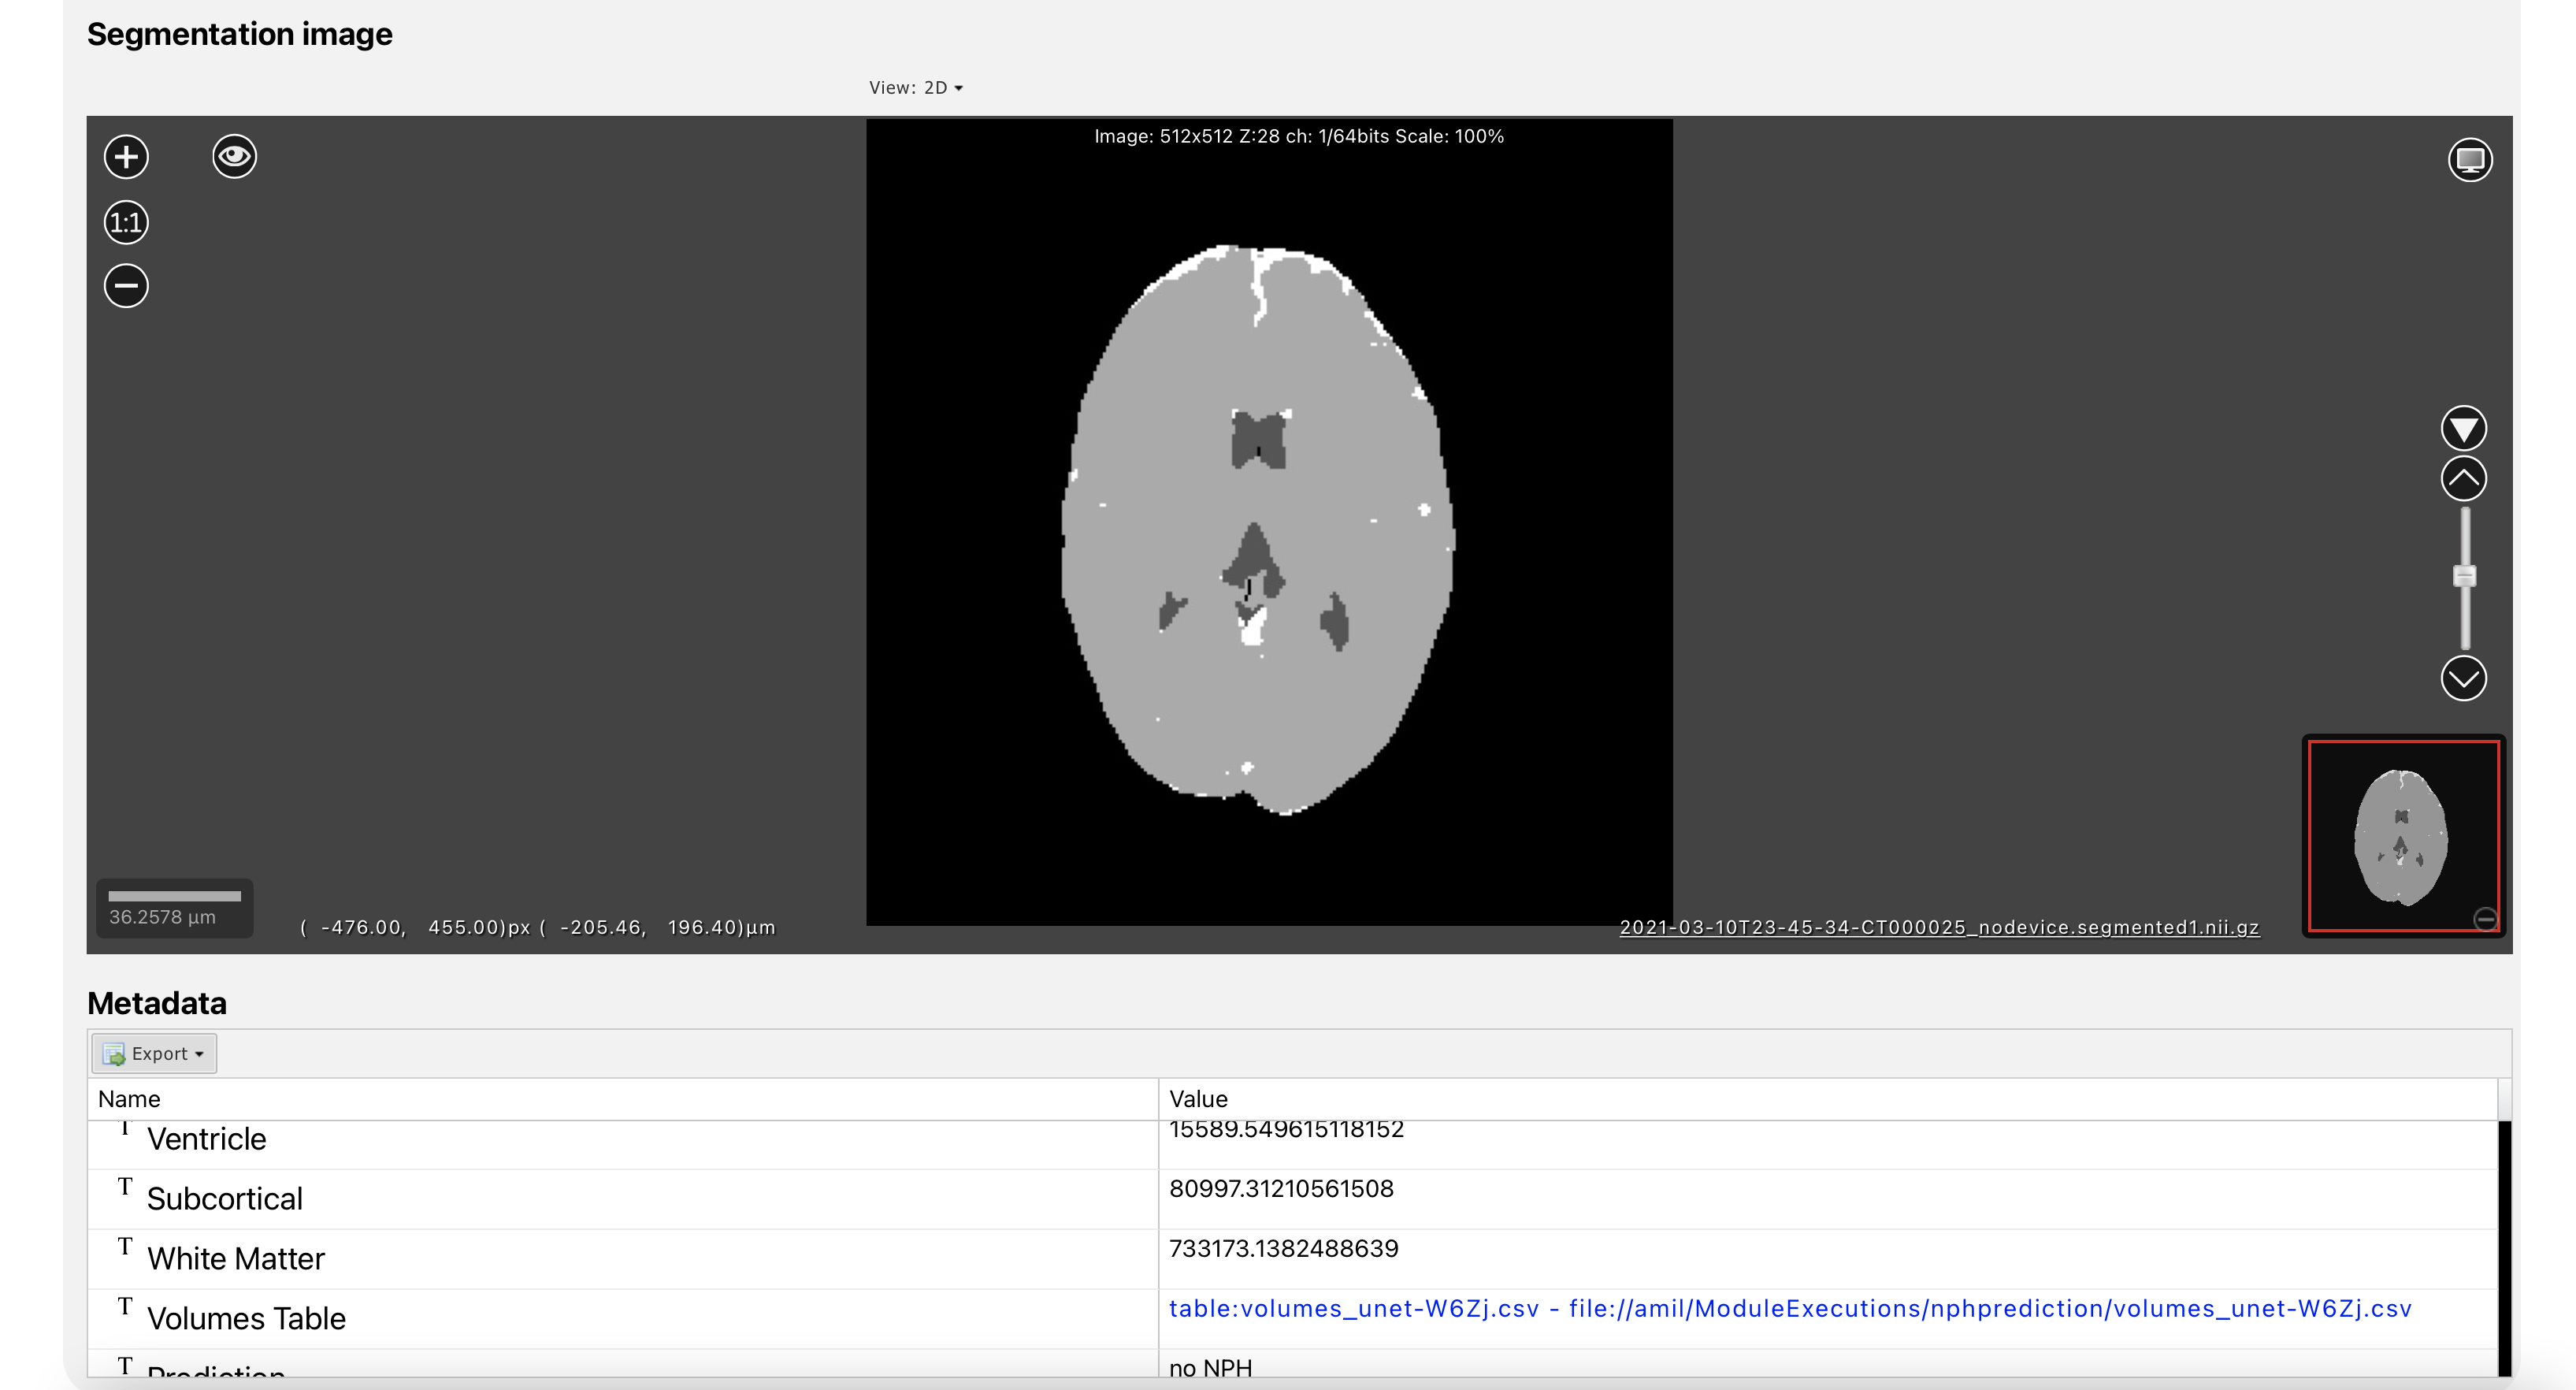 Segmentation image
View: 2D
Image: 512x512 Z:28 ch: 1/64bits Scale: 100%
1:1
36.2578 μm
( -476.00, 455.00)px ( -205.46, 196.40)μm
2021-03-10T23-45-34-CT000025_nodevice.segmented1.nii.gz
Metadata
Export
Name Value
T Ventricle 15589.549615118152
T Subcortical 80997.31210561508
T White Matter 733173.1382488639
T Volumes Table table:volumes_unet-W6Zj.csv - file://amil/ModuleExecutions/nphprediction/volumes_unet-W6Zj.csv
T Prediction no NPH